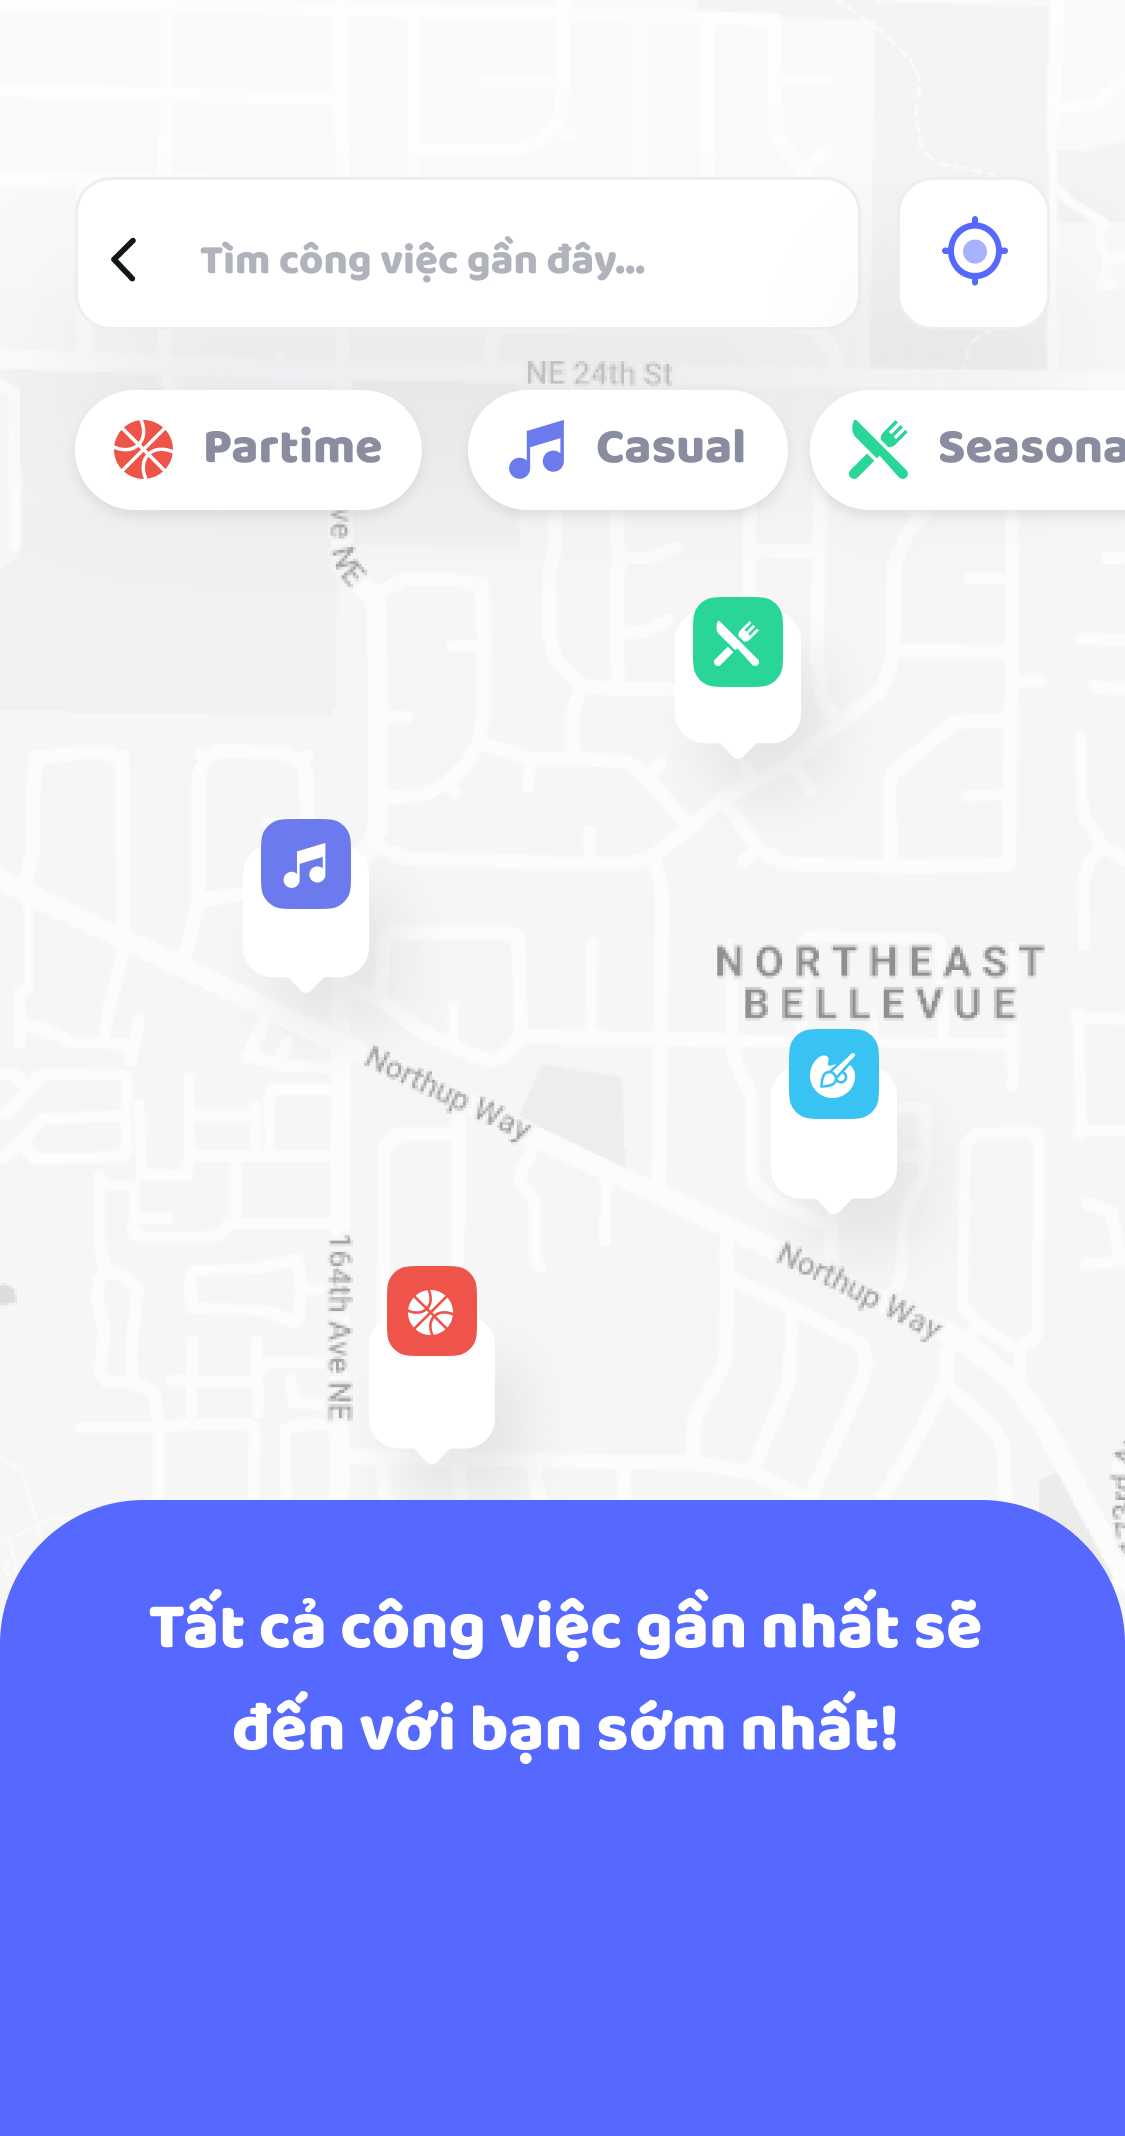 Tìm công việc gần đây...
NE 24th St
Partime
Casual
Seasona
ve NE
NORTHEAST
BELLEVUE
Northup Way
Northup Way
164th Ave NE
Tất cả công việc gần nhất sẽ
đến với bạn sớm nhất!